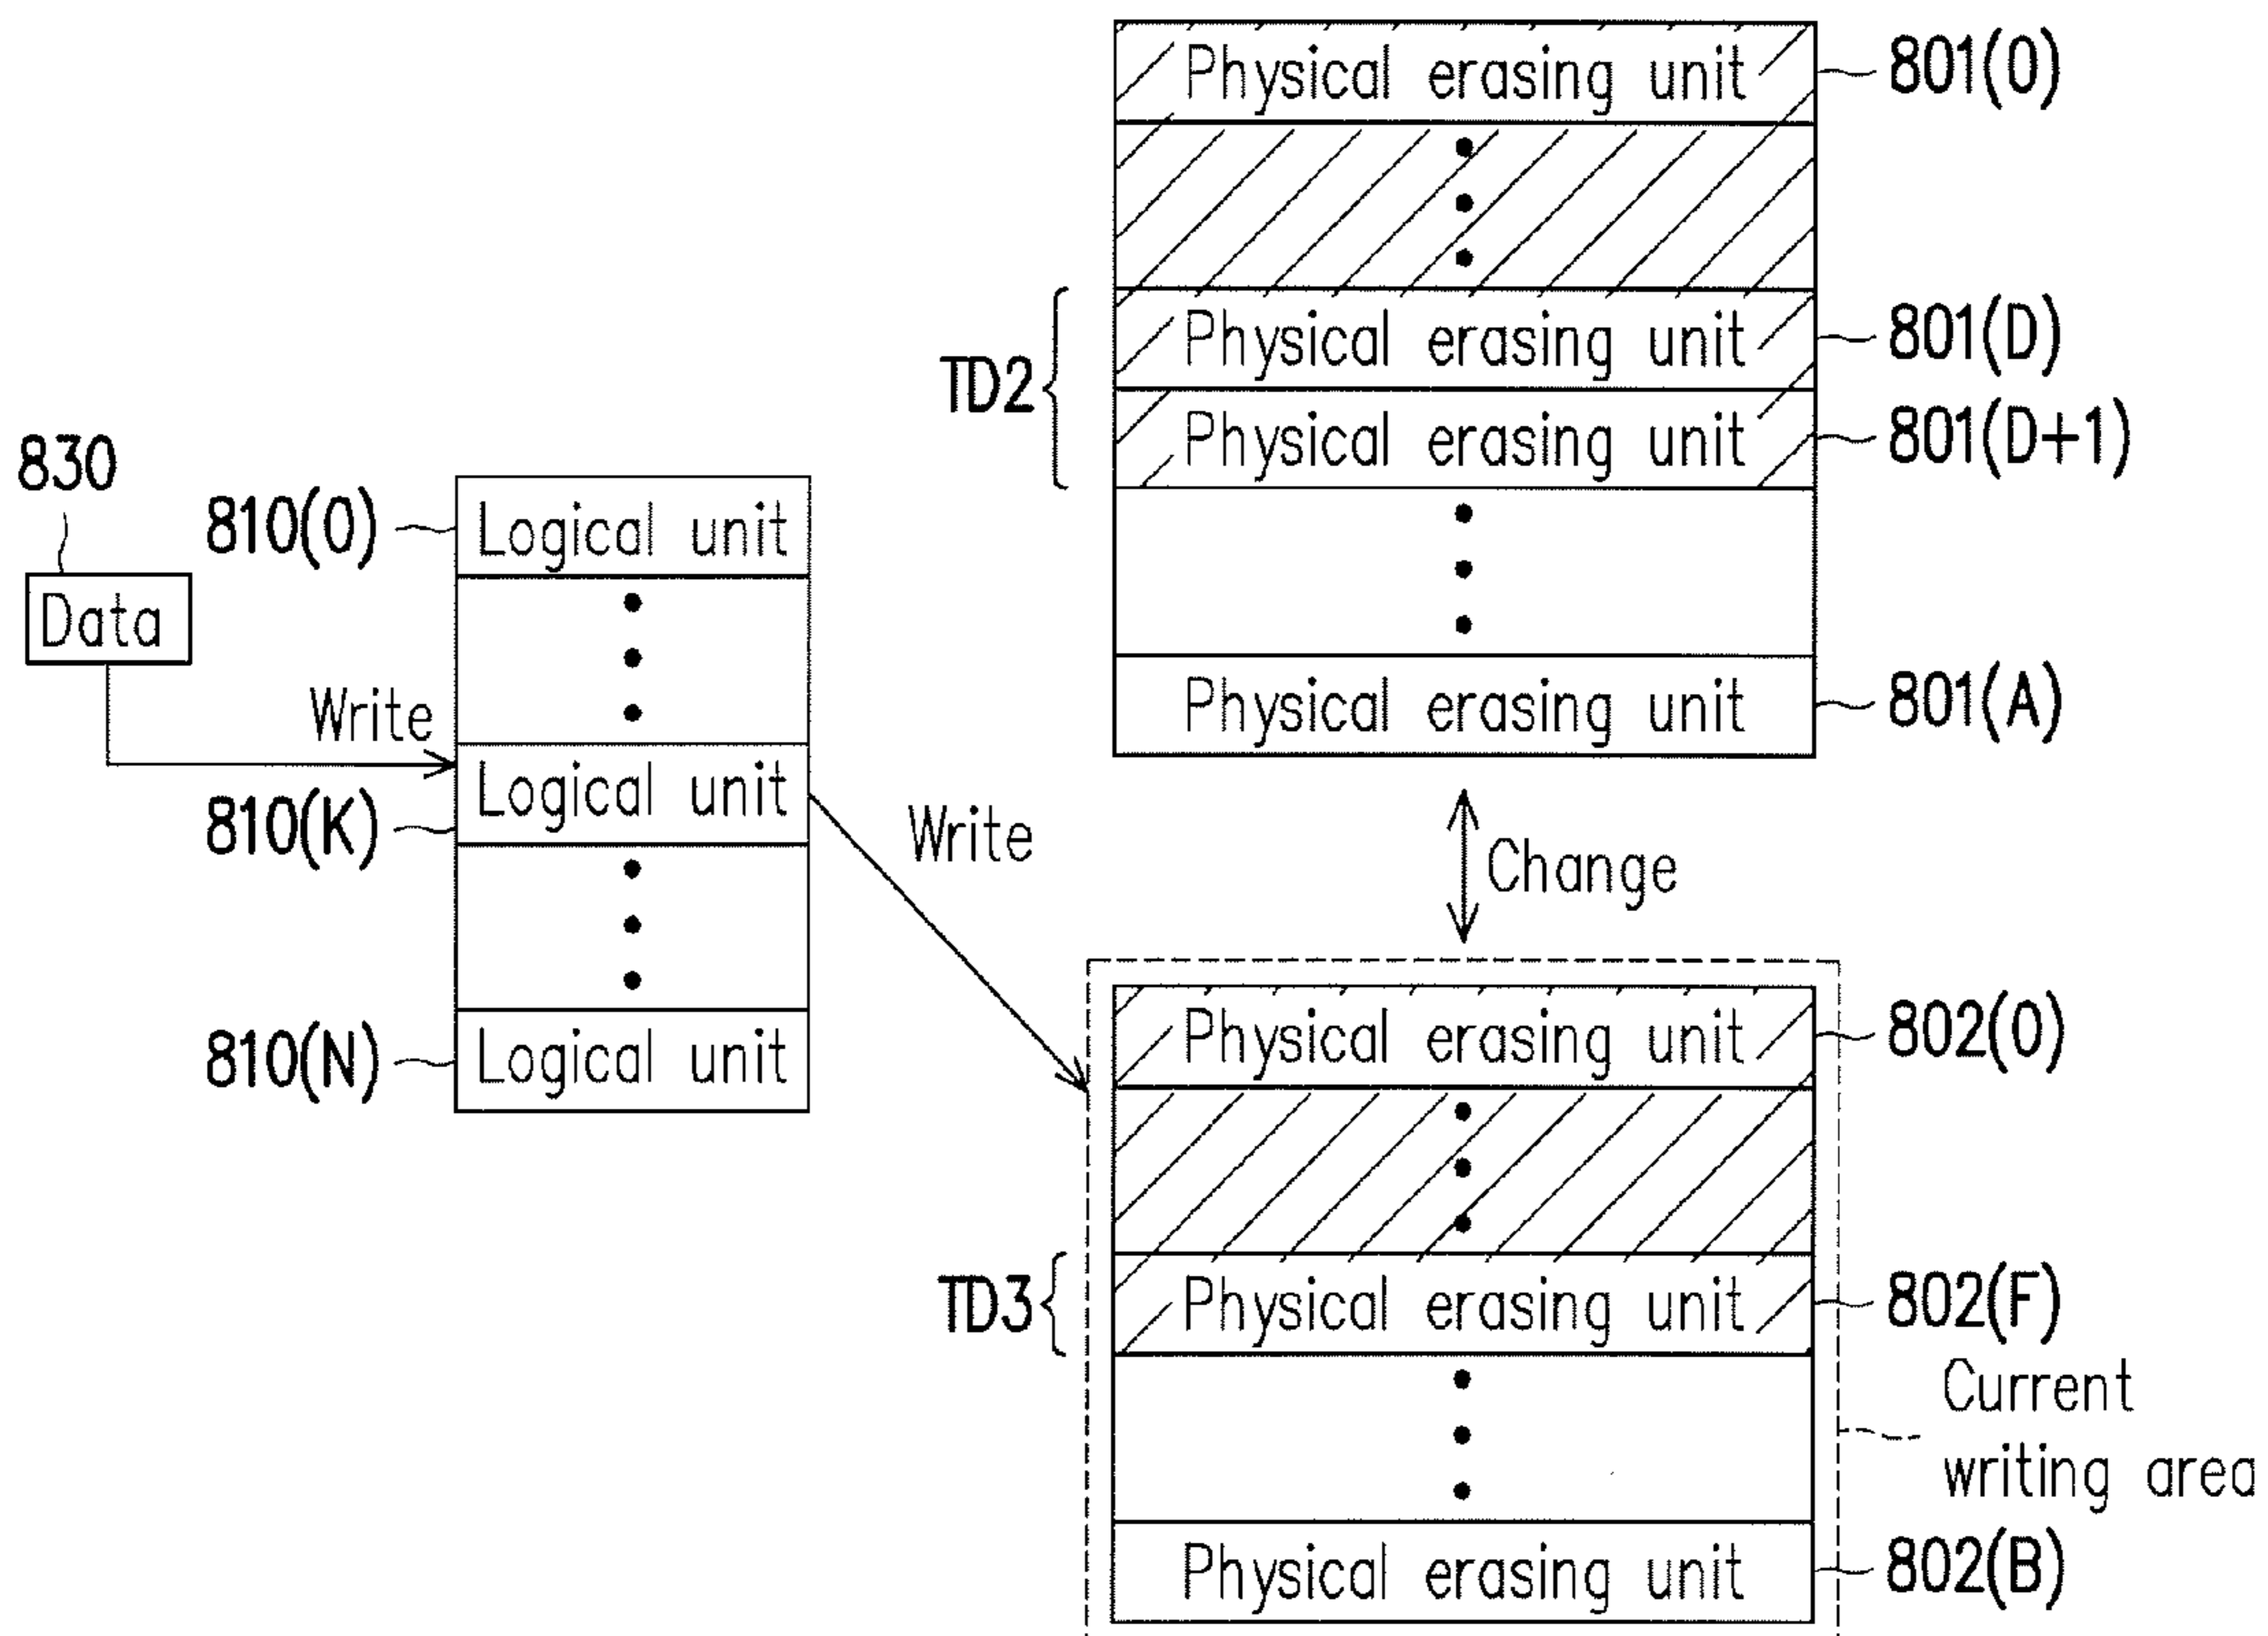 Physical erasing unit 801(0)
Physical erasing unit 801(D)
TD2
Physical erasing unit 801(D+1)
830
810(0) Logical unit
Data
Physical erasing unit 801(A)
Write
Logical unit
810(K)
Write
Change
810(N) Logical unit
Physical erasing unit 802(0)
TD3 Physical erasing unit 802(F)
Current
writing area
Physical erasing unit 802(B)